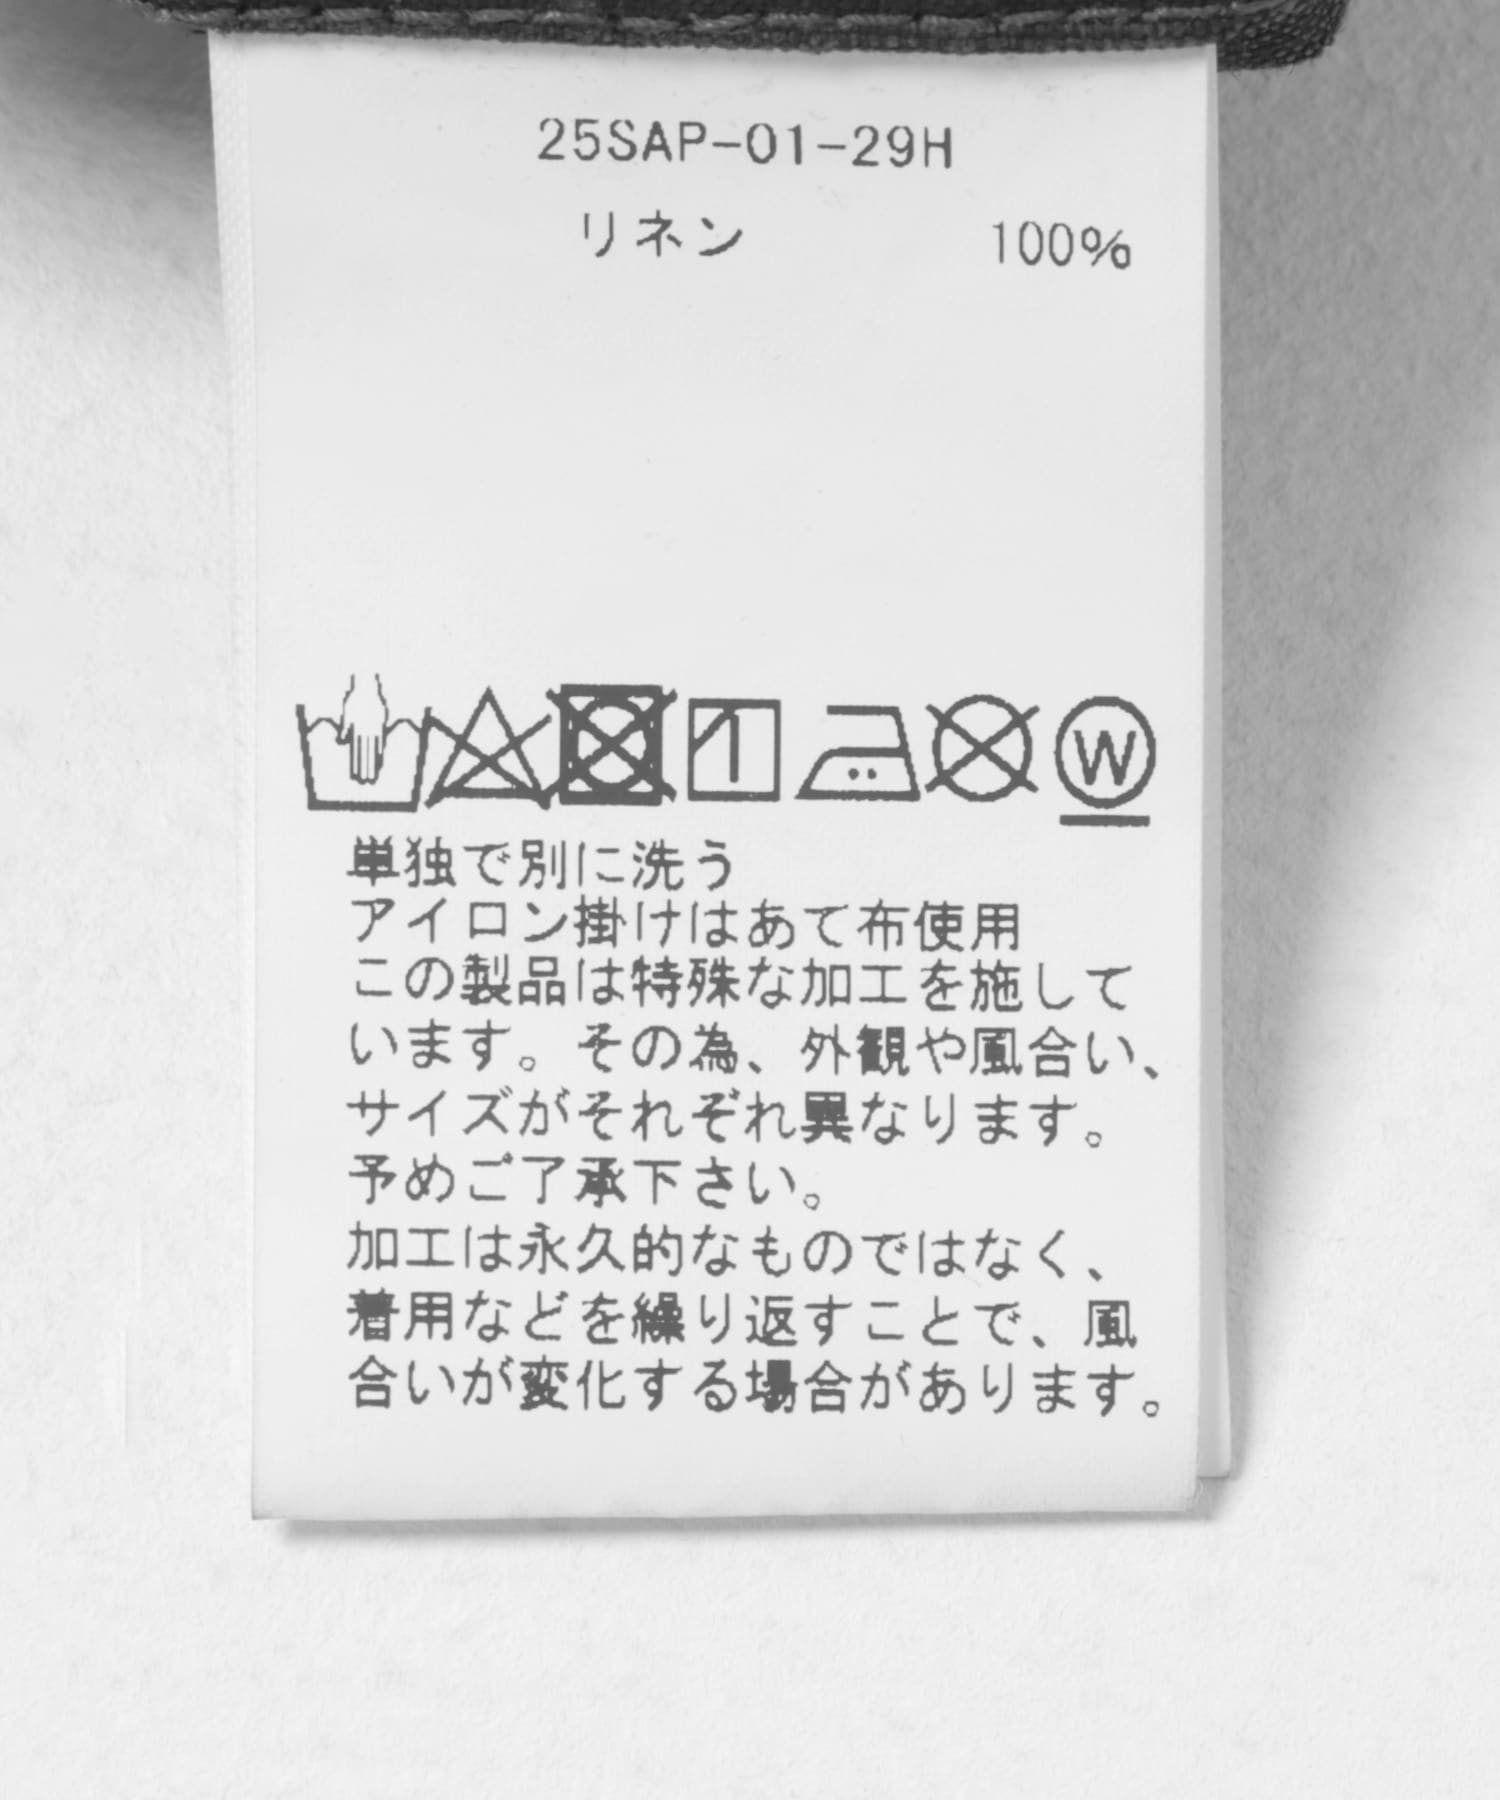 25SAP-01-29H
リネン 100%
W
単独で別に洗う
アイロン掛けはあて布使用
この製品は特殊な加工を施して
います。その為、外観や風合い、
サイズがそれぞれ異なります。
予めご了承下さい。
加工は永久的なものではなく、
着用などを繰り返すことで、風
合いが変化する場合があります。